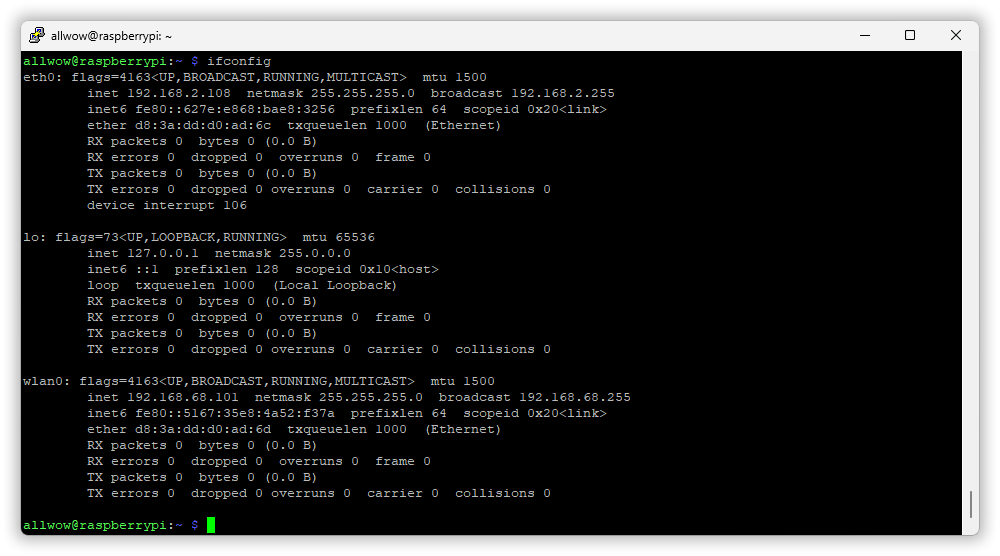 allwow@raspberrypi: ~
allwow@raspberrypi:~ $ ifconfig
eth0: flags=4163<UP,BROADCAST,RUNNING,MULTICAST>  mtu 1500
        inet 192.168.2.108  netmask 255.255.255.0  broadcast 192.168.2.255
        inet6 fe80::627e:e868:bae8:3256  prefixlen 64  scopeid 0x20<link>
        ether d8:3a:dd:d0:ad:6c  txqueuelen 1000  (Ethernet)
        RX packets 0  bytes 0 (0.0 B)
        RX errors 0  dropped 0  overruns 0  frame 0
        TX packets 0  bytes 0 (0.0 B)
        TX errors 0  dropped 0 overruns 0  carrier 0  collisions 0
        device interrupt 106
lo: flags=73<UP,LOOPBACK,RUNNING>  mtu 65536
        inet 127.0.0.1  netmask 255.0.0.0
        inet6 ::1  prefixlen 128  scopeid 0x10<host>
        loop  txqueuelen 1000  (Local Loopback)
        RX packets 0  bytes 0 (0.0 B)
        RX errors 0  dropped 0  overruns 0  frame 0
        TX packets 0  bytes 0 (0.0 B)
        TX errors 0  dropped 0 overruns 0  carrier 0  collisions 0
wlan0: flags=4163<UP,BROADCAST,RUNNING,MULTICAST>  mtu 1500
        inet 192.168.68.101  netmask 255.255.255.0  broadcast 192.168.68.255
        inet6 fe80::5167:35e8:4a52:f37a  prefixlen 64  scopeid 0x20<link>
        ether d8:3a:dd:d0:ad:6d  txqueuelen 1000  (Ethernet)
        RX packets 0  bytes 0 (0.0 B)
        RX errors 0  dropped 0  overruns 0  frame 0
        TX packets 0  bytes 0 (0.0 B)
        TX errors 0  dropped 0 overruns 0  carrier 0  collisions 0
allwow@raspberrypi:~ $